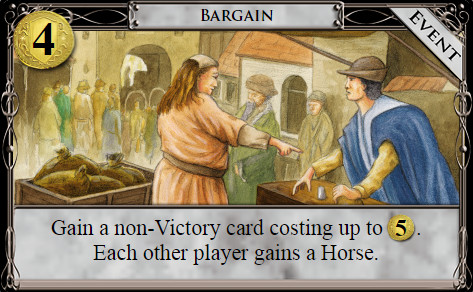 BARGAIN
4
EVENT
Gain a non-Victory card costing up to 5.
Each other player gains a Horse.